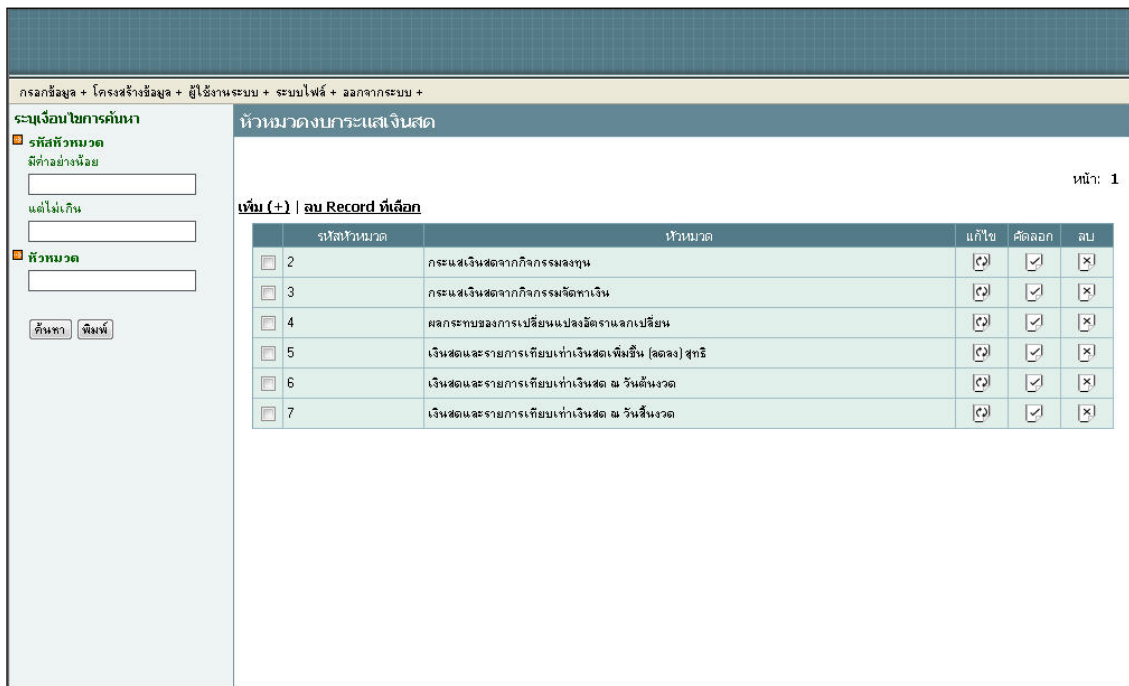 กรอกข้อมูล + โครงสร้างข้อมูล + ผู้ใช้งานระบบ + ระบบไฟล์ + ออกจากระบบ +
ระบุเงื่อนไขการค้นหา
รหัสหัวหมวด
มีค่าอย่างน้อย
แต่ไม่เกิน
หัวหมวด
ค้นหา พิมพ์
หัวหมวดงบกระแสเงินสด
หน้า: 1
เพิ่ม (+) | ลบ Record ที่เลือก
รหัสหัวหมวด หัวหมวด แก้ไข คัดลอก ลบ
2 กระแสเงินสดจากกิจกรรมลงทุน
3 กระแสเงินสดจากกิจกรรมจัดหาเงิน
4 ผลกระทบของการเปลี่ยนแปลงอัตราแลกเปลี่ยน
5 เงินสดและรายการเทียบเท่าเงินสดเพิ่มขึ้น (ลดลง) สุทธิ
6 เงินสดและรายการเทียบเท่าเงินสด ณ วันต้นงวด
7 เงินสดและรายการเทียบเท่าเงินสด ณ วันสิ้นงวด